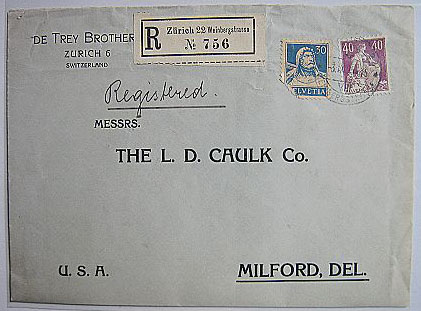 DE TREY BROTHER
ZURICH 6
SWITZERLAND
R Zürich 22 Weinbergstrasse
№ 756
30
HELVETIA
40 40
Registered.
MESSRS.
THE L. D. CAULK Co.
U. S. A.
MILFORD, DEL.